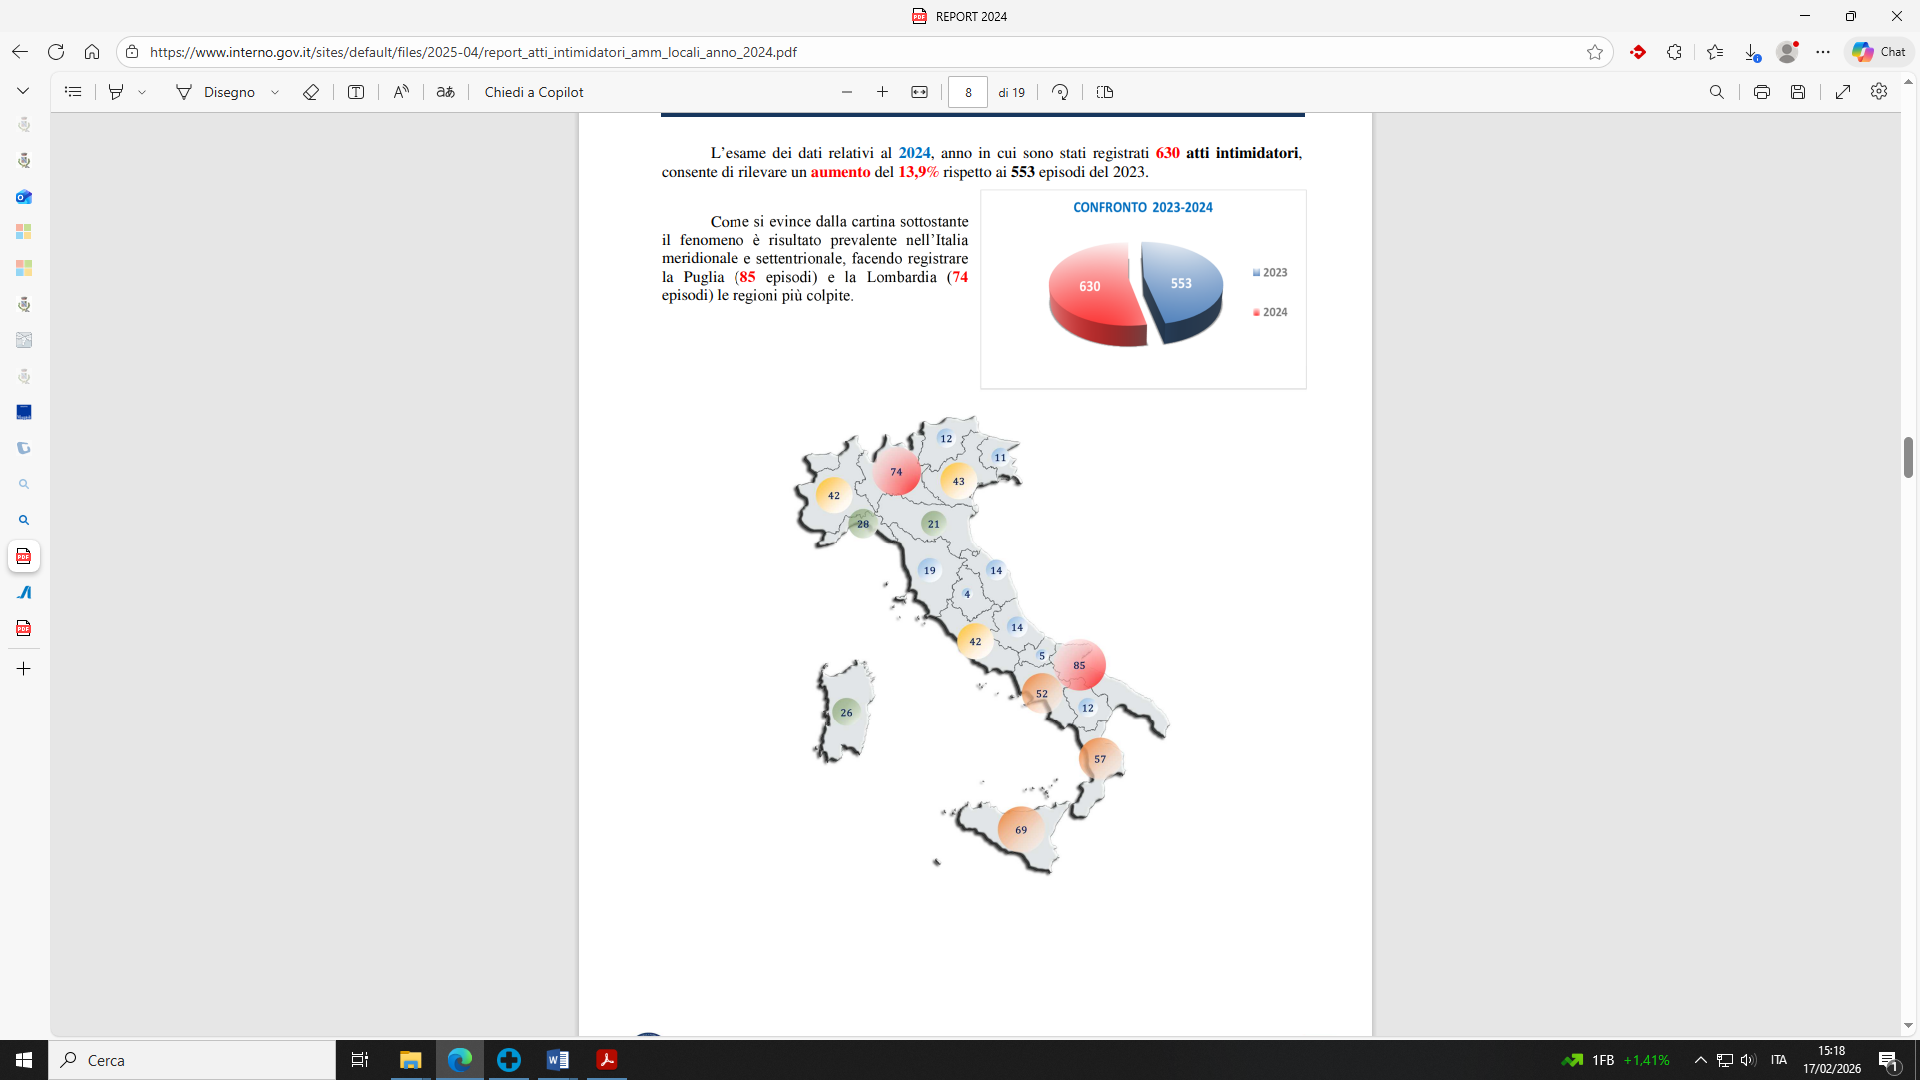 REPORT 2024
https://www.interno.gov.it/sites/default/files/2025-04/report_atti_intimidatori_amm_locali_anno_2024.pdf
Chat
Disegno
aあ
Chiedi a Copilot
8
di 19
L'esame dei dati relativi al 2024, anno in cui sono stati registrati 630 atti intimidatori,
consente di rilevare un aumento del 13,9% rispetto ai 553 episodi del 2023.
Come si evince dalla cartina sottostante
il fenomeno è risultato prevalente nell'Italia
meridionale e settentrionale, facendo registrare
la Puglia (85 episodi) e la Lombardia (74
episodi) le regioni più colpite.
CONFRONTO 2023-2024
630
553
2023
2024
12
11
74
43
42
28
21
19
14
4
14
42
5
85
52
12
26
57
69
Cerca
1FB +1,41%
ITA
15:18
17/02/2026
1